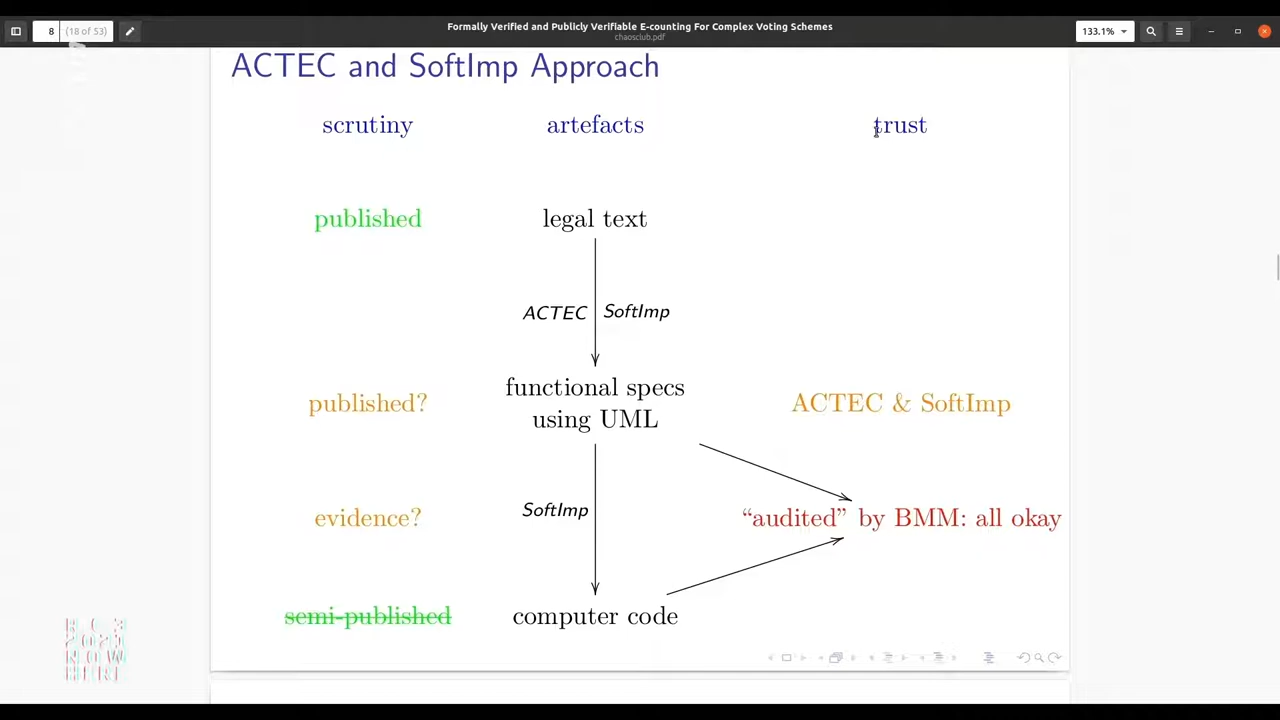 Formally Verified and Publicly Verifiable E-counting For Complex Voting Schemes
chaosclub.pdf
8 (18 of 53)
133.1%
ACTEC and SoftImp Approach
scrutiny artefacts trust
published legal text
ACTEC SoftImp
functional specs
published? using UML ACTEC & SoftImp
SoftImp
evidence? “audited” by BMM: all okay
semi-published computer code